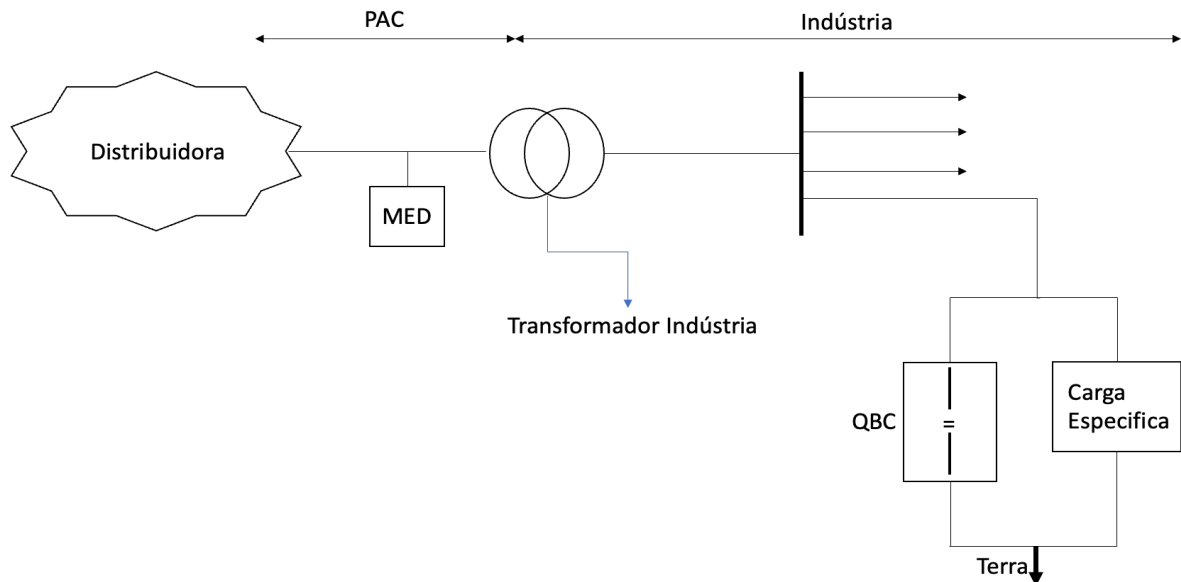 PAC
Indústria
Distribuidora
MED
Transformador Indústria
QBC
=
Carga
Especifica
Terra